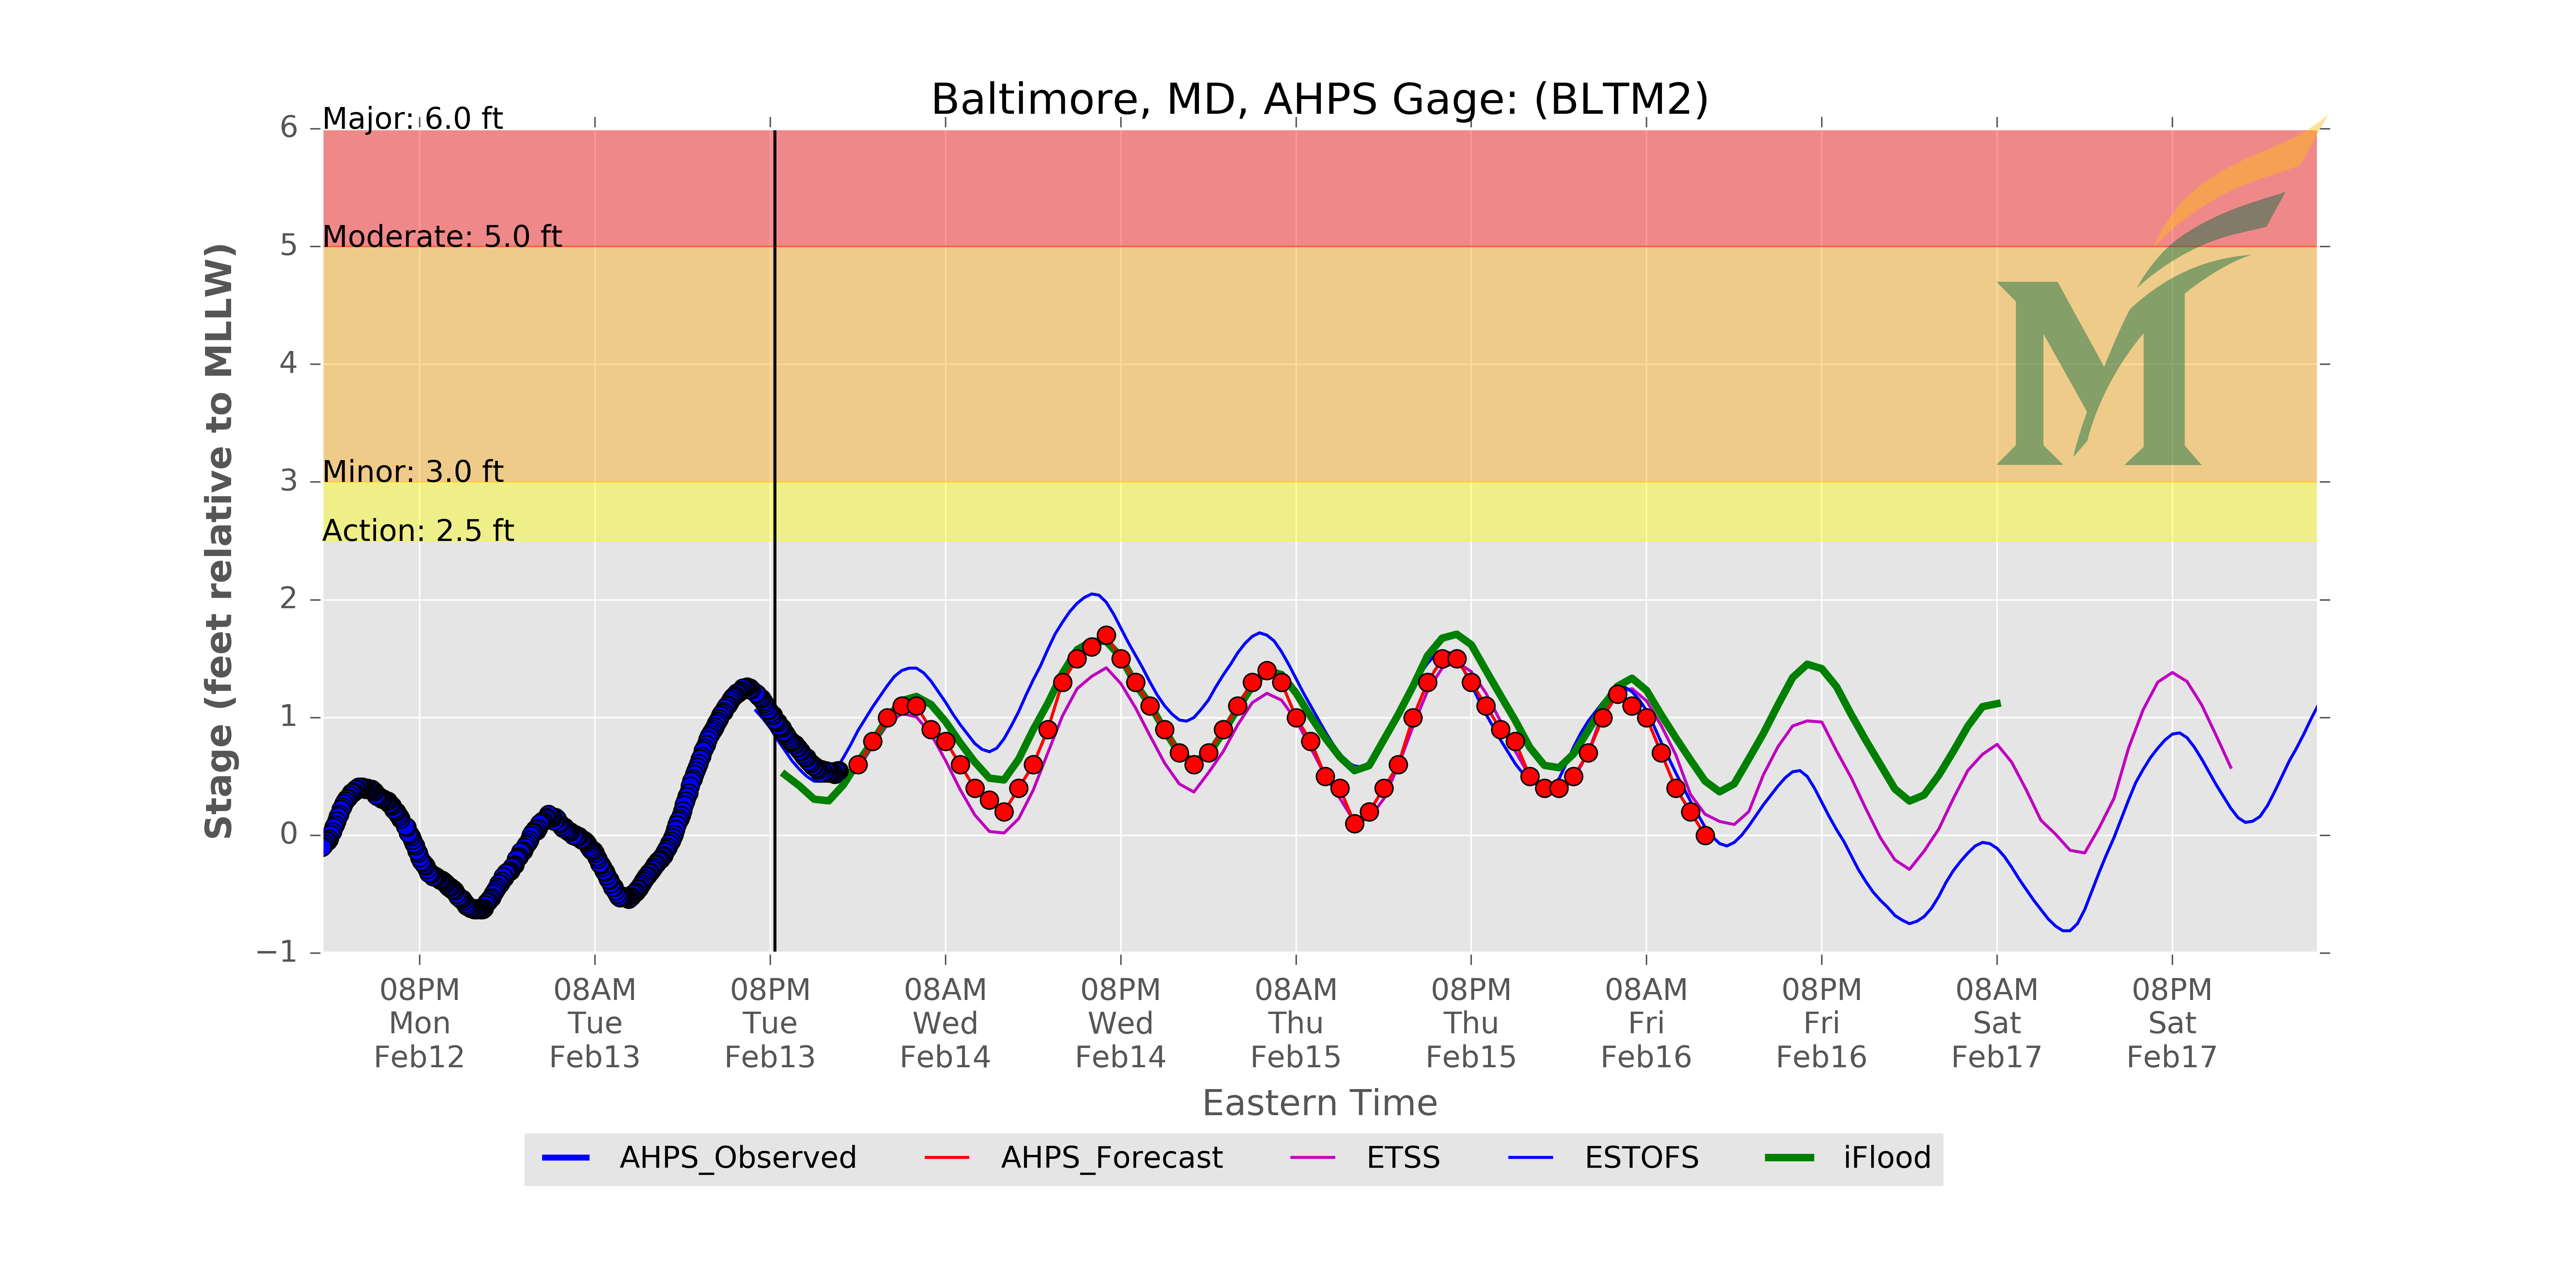 Baltimore, MD, AHPS Gage: (BLTM2)
Major: 6.0 ft
Moderate: 5.0 ft
Minor: 3.0 ft
Action: 2.5 ft
Stage (feet relative to MLLW)
6
5
4
3
2
1
0
−1
08PM
Mon
Feb12
08AM
Tue
Feb13
08PM
Tue
Feb13
08AM
Wed
Feb14
08PM
Wed
Feb14
08AM
Thu
Feb15
08PM
Thu
Feb15
08AM
Fri
Feb16
08PM
Fri
Feb16
08AM
Sat
Feb17
08PM
Sat
Feb17
Eastern Time
AHPS_Observed AHPS_Forecast ETSS ESTOFS iFlood
M